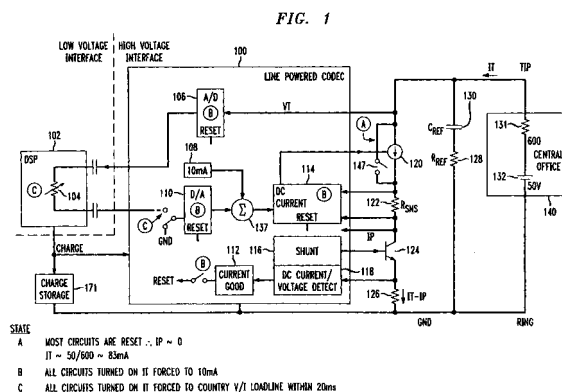 FIG. 1
LOW VOLTAGE INTERFACE
HIGH VOLTAGE INTERFACE
100
LINE POWERED CODEC
IT
TIP
106
A/D
B
RESET
VT
A
130
CREF
131
600
CENTRAL OFFICE
102
DSP
C
104
108
10mA
147
120
114
DC CURRENT
B
RESET
RREF
128
132
50V
140
110
D/A
B
RESET
C
GND
137
122
RSNS
IP
116
SHUNT
124
CHARGE
112
B
RESET
CURRENT GOOD
DC CURRENT/ VOLTAGE DETECT
118
126
IT-IP
CHARGE STORAGE
171
GND
RING
STATE
A MOST CIRCUITS ARE RESET ∴ IP ~ 0
IT ~ 50/600 ~ 83mA
B ALL CIRCUITS TURNED ON IT FORCED TO 10mA
C ALL CIRCUITS TURNED ON IT FORCED TO COUNTRY V/I LOADLINE WITHIN 20ms